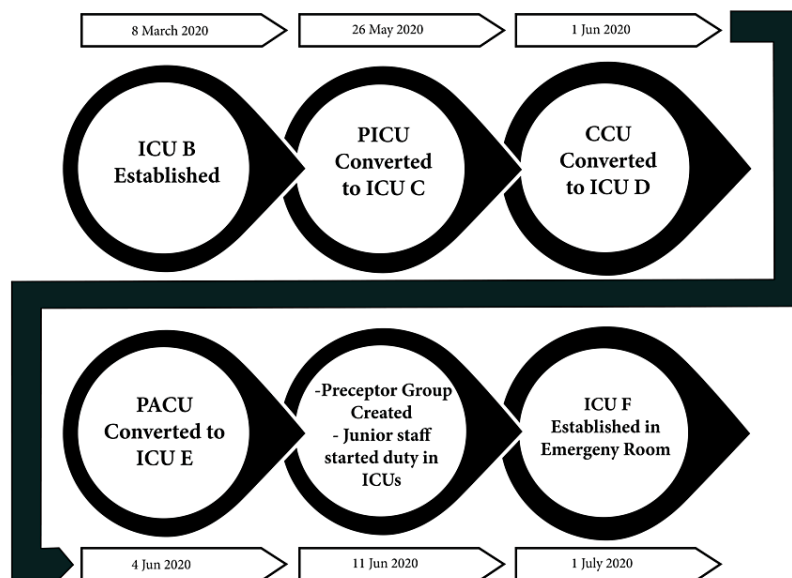 8 March 2020
26 May 2020
1 Jun 2020
ICU B
Established
PICU
Converted
to ICU C
CCU
Converted
to ICU D
PACU
Converted to
ICU E
-Preceptor Group
Created
- Junior staff
started duty in
ICUs
ICU F
Established in
Emergeny Room
4 Jun 2020
11 Jun 2020
1 July 2020